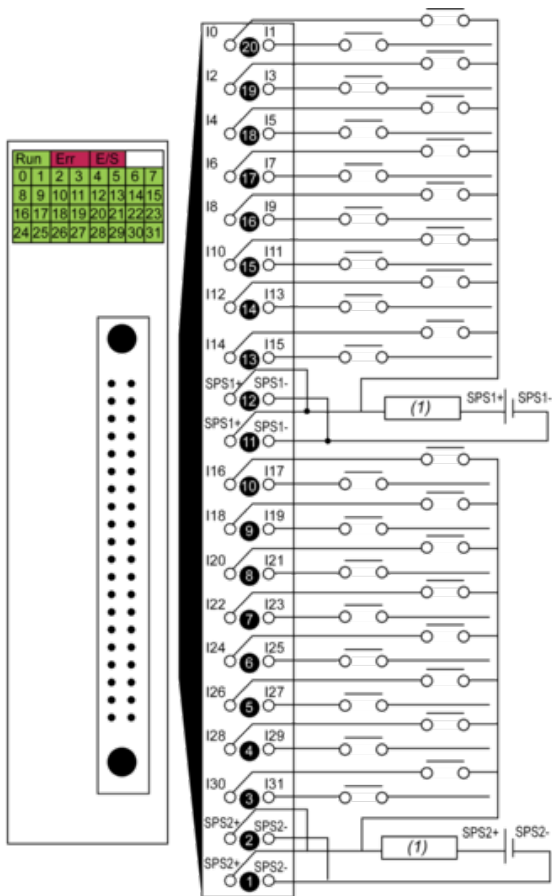 Run Err E/S
0 1 2 3 4 5 6 7
8 9 10 11 12 13 14 15
16 17 18 19 20 21 22 23
24 25 26 27 28 29 30 31
I0 20 I1
I2 19 I3
I4 18 I5
I6 17 I7
I8 16 I9
I10 15 I11
I12 14 I13
I14 13 I15
SPS1+ 12 SPS1-
SPS1+ 11 SPS1-
(1) SPS1+ SPS1-
I16 10 I17
I18 9 I19
I20 8 I21
I22 7 I23
I24 6 I25
I26 5 I27
I28 4 I29
I30 3 I31
SPS2+ 2 SPS2-
SPS2+ 1 SPS2-
(1) SPS2+ SPS2-